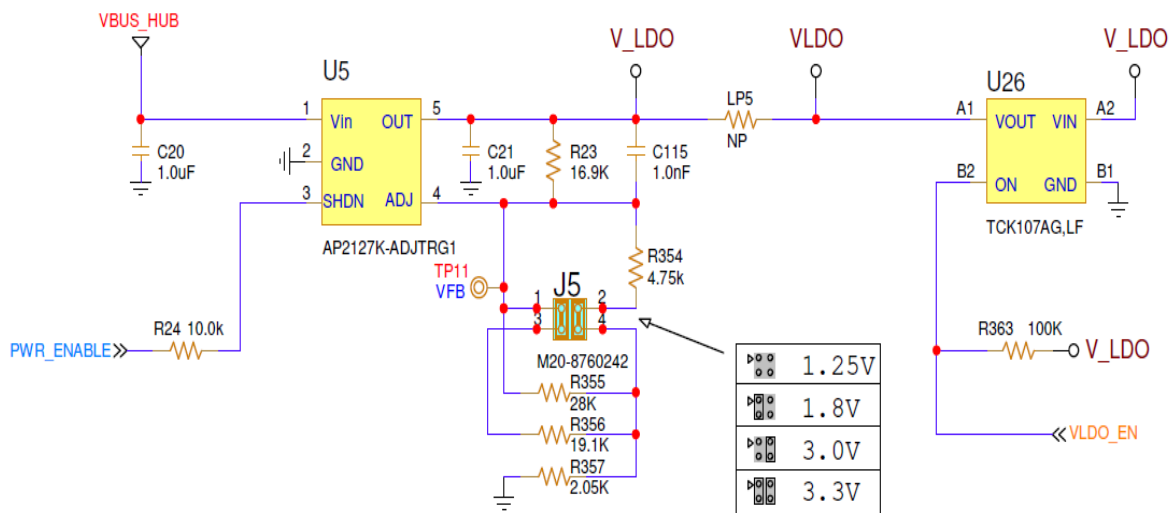 VBUS_HUB
V_LDO
VLDO
V_LDO
U5
U26
LP5
NP
1
Vin
OUT
5
A1
VOUT
VIN
A2
C20
1.0uF
2
GND
C21
1.0uF
R23
16.9K
C115
1.0nF
B2
ON
GND
B1
3
SHDN
ADJ
4
AP2127K-ADJTRG1
TCK107AG,LF
R354
4.75k
TP11
VFB
J5
1
2
3
4
R24 10.0k
PWR_ENABLE
M20-8760242
R363 100K
V_LDO
R355
28K
R356
19.1K
R357
2.05K
1.25V
1.8V
3.0V
3.3V
VLDO_EN